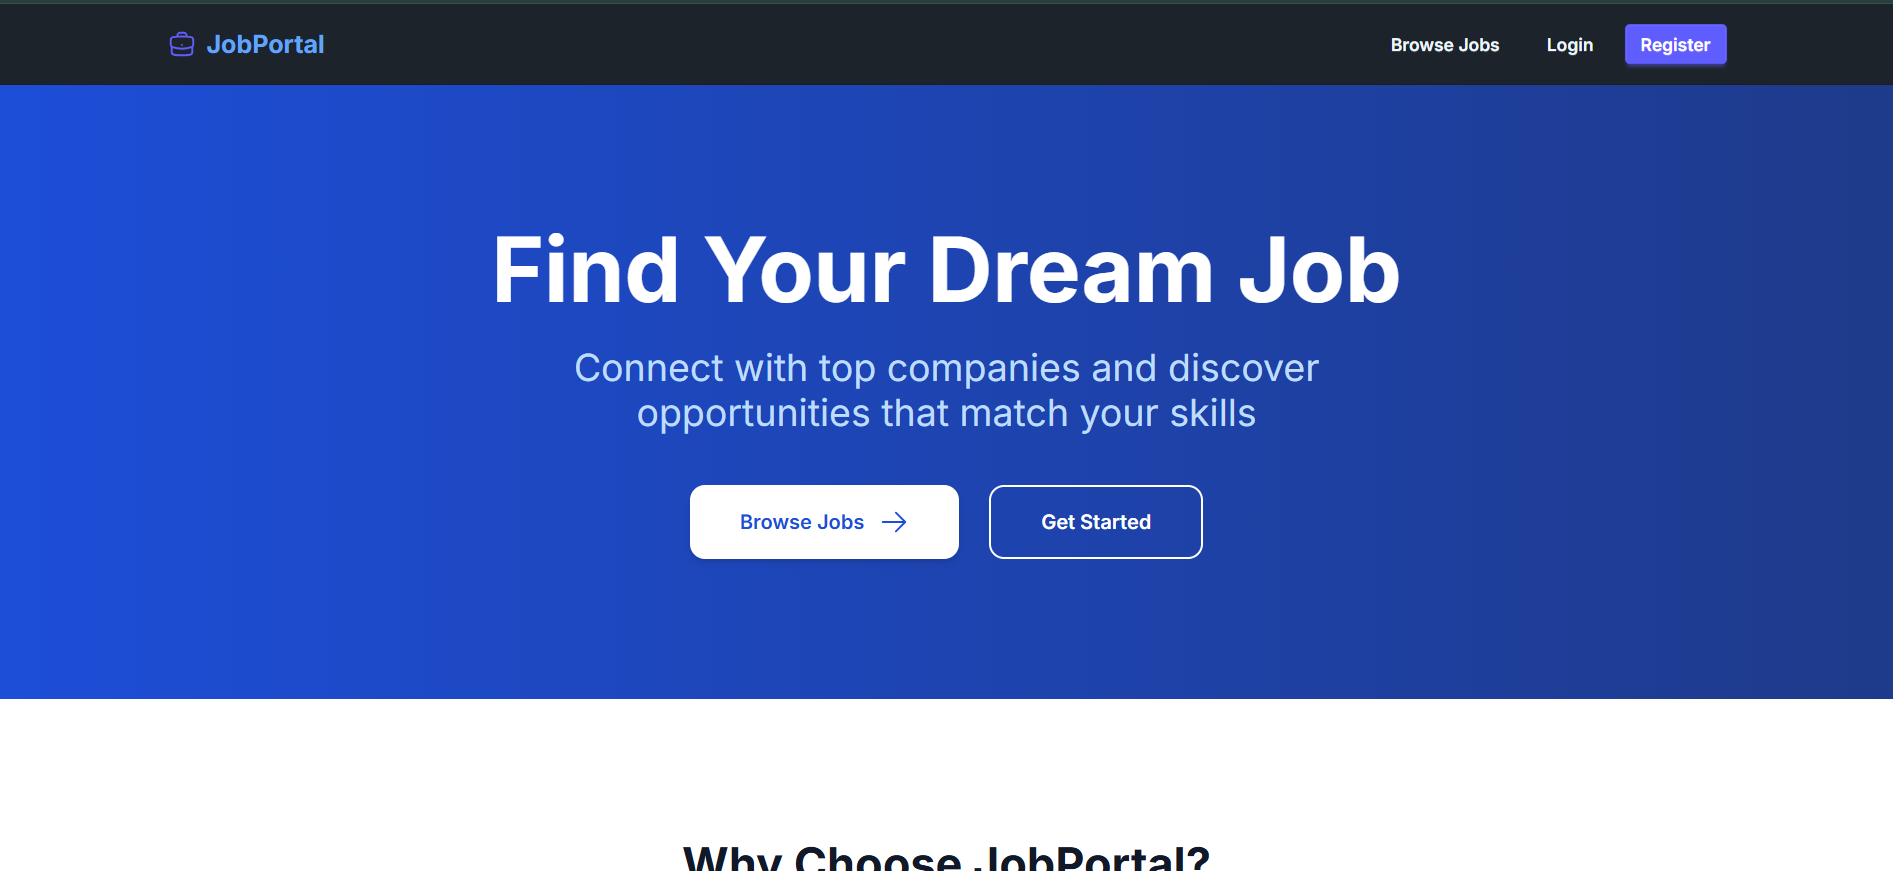 JobPortal
Browse Jobs
Login
Register
Find Your Dream Job
Connect with top companies and discover
opportunities that match your skills
Browse Jobs
Get Started
Why Choose JobPortal?